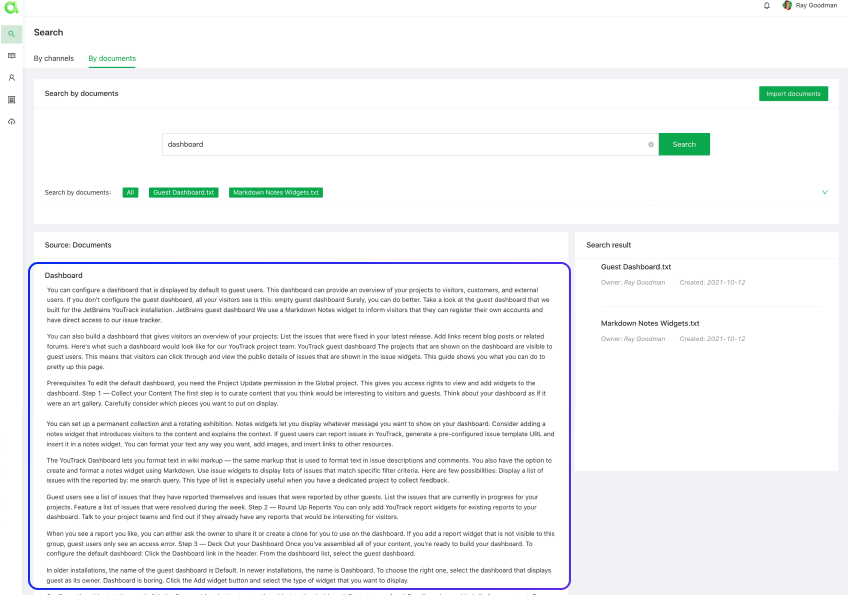 Ray Goodman
Search
By channels
By documents
Search by documents
Import documents
dashboard
Search
Search by documents:
All
Guest Dashboard.txt
Markdown Notes Widgets.txt
Source: Documents
Dashboard
You can configure a dashboard that is displayed by default to guest users. This dashboard can provide an overview of your projects to visitors, customers, and external
users. If you don't configure the guest dashboard, all your visitors see is this: empty guest dashboard Surely, you can do better. Take a look at the guest dashboard that we
built for the JetBrains YouTrack installation. JetBrains guest dashboard We use a Markdown Notes widget to inform visitors that they can register their own accounts and
have direct access to our issue tracker.
You can also build a dashboard that gives visitors an overview of your projects: List the issues that were fixed in your latest release. Add links recent blog posts or related
forums. Here's what such a dashboard would look like for our YouTrack project team: YouTrack guest dashboard The projects that are shown on the dashboard are visible to
guest users. This means that visitors can click through and view the public details of issues that are shown in the issue widgets. This guide shows you what you can do to
pretty up this page.
Prerequisites To edit the default dashboard, you need the Project Update permission in the Global project. This gives you access rights to view and add widgets to the
dashboard. Step 1 — Collect your Content The first step is to curate content that you think would be interesting to visitors and guests. Think about your dashboard as if it
were an art gallery. Carefully consider which pieces you want to put on display.
You can set up a permanent collection and a rotating exhibition. Notes widgets let you display whatever message you want to show on your dashboard. Consider adding a
notes widget that introduces visitors to the content and explains the context. If guest users can report issues in YouTrack, generate a pre-configured issue template URL and
insert it in a notes widget. You can format your text any way you want, add images, and insert links to other resources.
The YouTrack Dashboard lets you format text in wiki markup — the same markup that is used to format text in issue descriptions and comments. You also have the option to
create and format a notes widget using Markdown. Use issue widgets to display lists of issues that match specific filter criteria. Here are few possibilities: Display a list of
issues with the reported by: me search query. This type of list is especially useful when you have a dedicated project to collect feedback.
Guest users see a list of issues that they have reported themselves and issues that were reported by other guests. List the issues that are currently in progress for your
projects. Feature a list of issues that were resolved during the week. Step 2 — Round Up Reports You can only add YouTrack report widgets for existing reports to your
dashboard. Talk to your project teams and find out if they already have any reports that would be interesting for visitors.
When you see a report you like, you can either ask the owner to share it or create a clone for you to use on the dashboard. If you add a report widget that is not visible to this
group, guest users only see an access error. Step 3 — Deck Out your Dashboard Once you've assembled all of your content, you're ready to build your dashboard. To
configure the default dashboard: Click the Dashboard link in the header. From the dashboard list, select the guest dashboard.
In older installations, the name of the guest dashboard is Default. In newer installations, the name is Dashboard. To choose the right one, select the dashboard that displays
guest as its owner. Dashboard is boring. Click the Add widget button and select the type of widget that you want to display.
Search result
Guest Dashboard.txt
Owner: Ray Goodman
Created: 2021-10-12
Markdown Notes Widgets.txt
Owner: Ray Goodman
Created: 2021-10-12